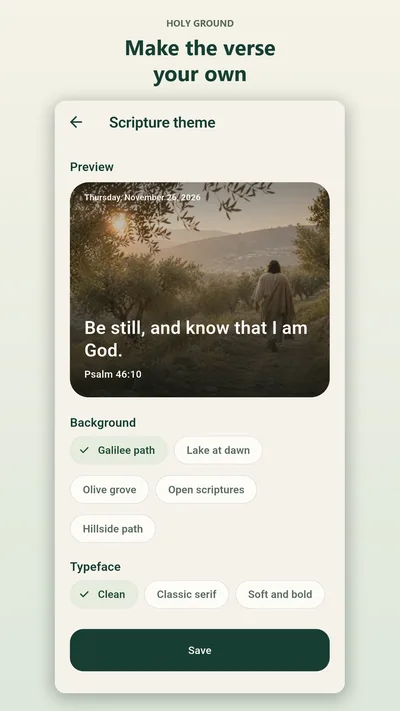 HOLY GROUND
Make the verse
your own
Scripture theme
Preview
Thursday, November 26, 2026
Be still, and know that I am
God.
Psalm 46:10
Background
Galilee path
Lake at dawn
Olive grove
Open scriptures
Hillside path
Typeface
Clean
Classic serif
Soft and bold
Save